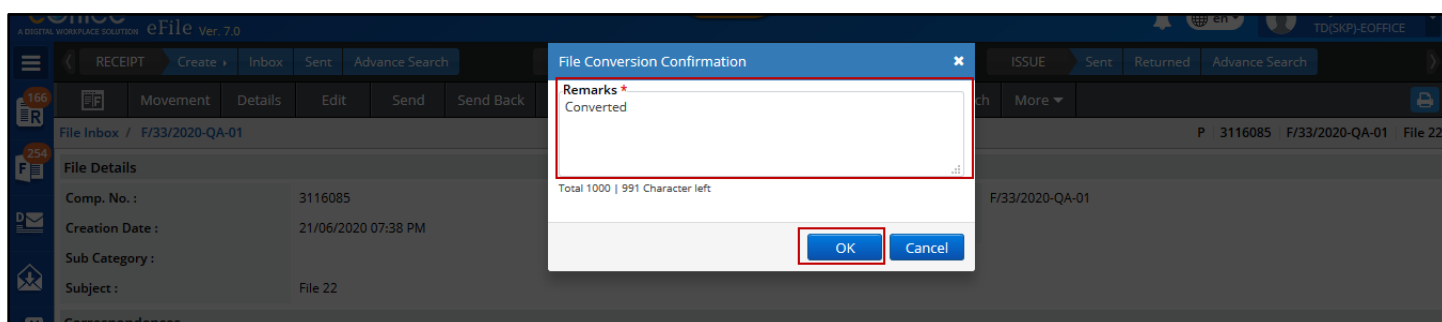 A DIGITAL WORKPLACE SOLUTION eFile Ver. 7.0
en
TD(SKP)-EOFFICE
RECEIPT Create Inbox Sent Advance Search
File Conversion Confirmation ×
ISSUE Sent Returned Advance Search
166
R
Movement Details Edit Send Send Back
Remarks *
Converted
ch More
File Inbox / F/33/2020-QA-01
P 3116085 F/33/2020-QA-01 File 22
254
F
File Details
Total 1000 | 991 Character left
Comp. No. : 3116085
F/33/2020-QA-01
D
Creation Date : 21/06/2020 07:38 PM
OK Cancel
Sub Category :
Subject : File 22
Correspondences